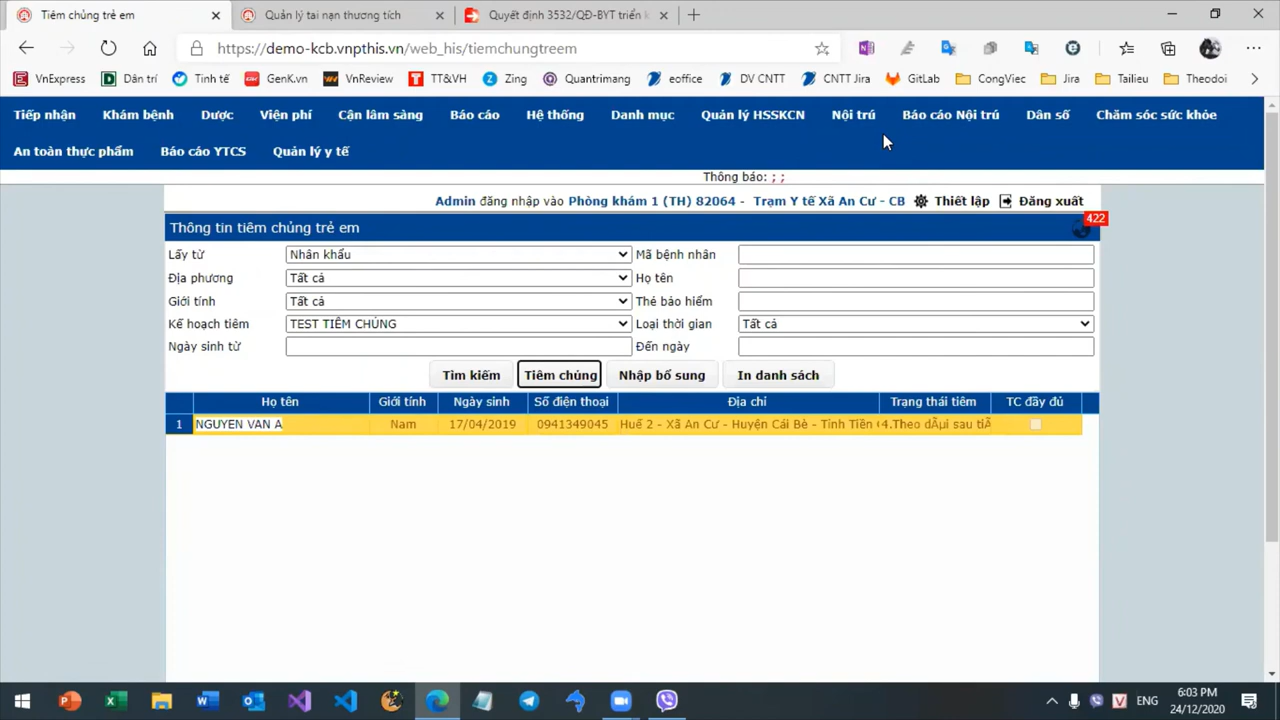 Tiêm chủng trẻ em
Quản lý tai nạn thương tích
Quyết định 3532/QĐ-BYT triển k
https://demo-kcb.vnpthis.vn/web_his/tiemchungtreem
VnExpress Dân trí Tinh tế GenK.vn VnReview TT&VH Zing Quantrimang eoffice DV CNTT CNTT Jira GitLab CongViec Jira Tailieu Theodoi
Tiếp nhận Khám bệnh Dược Viện phí Cận lâm sàng Báo cáo Hệ thống Danh mục Quản lý HSSKCN Nội trú Báo cáo Nội trú Dân số Chăm sóc sức khỏe
An toàn thực phẩm Báo cáo YTCS Quản lý y tế
Thông báo: ; ;
Admin đăng nhập vào Phòng khám 1 (TH) 82064 - Trạm Y tế Xã An Cư - CB Thiết lập Đăng xuất
Thông tin tiêm chủng trẻ em 422
Lấy từ Nhân khẩu Mã bệnh nhân
Địa phương Tất cả Họ tên
Giới tính Tất cả Thẻ bảo hiểm
Kế hoạch tiêm TEST TIÊM CHỦNG Loại thời gian Tất cả
Ngày sinh từ Đến ngày
Tìm kiếm Tiêm chủng Nhập bổ sung In danh sách
Họ tên Giới tính Ngày sinh Số điện thoại Địa chỉ Trạng thái tiêm TC đầy đủ
1 NGUYEN VAN A Nam 17/04/2019 0941349045 Huế 2 - Xã An Cư - Huyện Cái Bè - Tỉnh Tiền ( 4.Theo dÃµi sau tiÃ
ENG 6:03 PM
24/12/2020